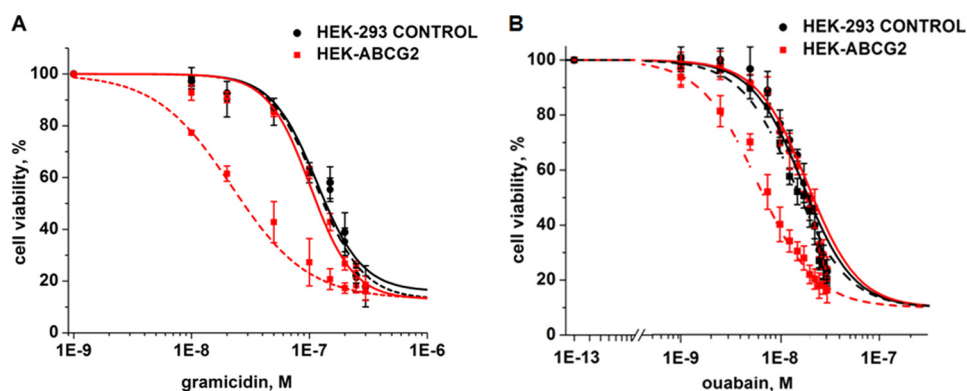 A
HEK-293 CONTROL
HEK-ABCG2
cell viability, %
100
80
60
40
20
0
1E-9
1E-8
1E-7
1E-6
gramicidin, M
B
HEK-293 CONTROL
HEK-ABCG2
cell viability, %
100
80
60
40
20
0
1E-13
1E-9
1E-8
1E-7
ouabain, M